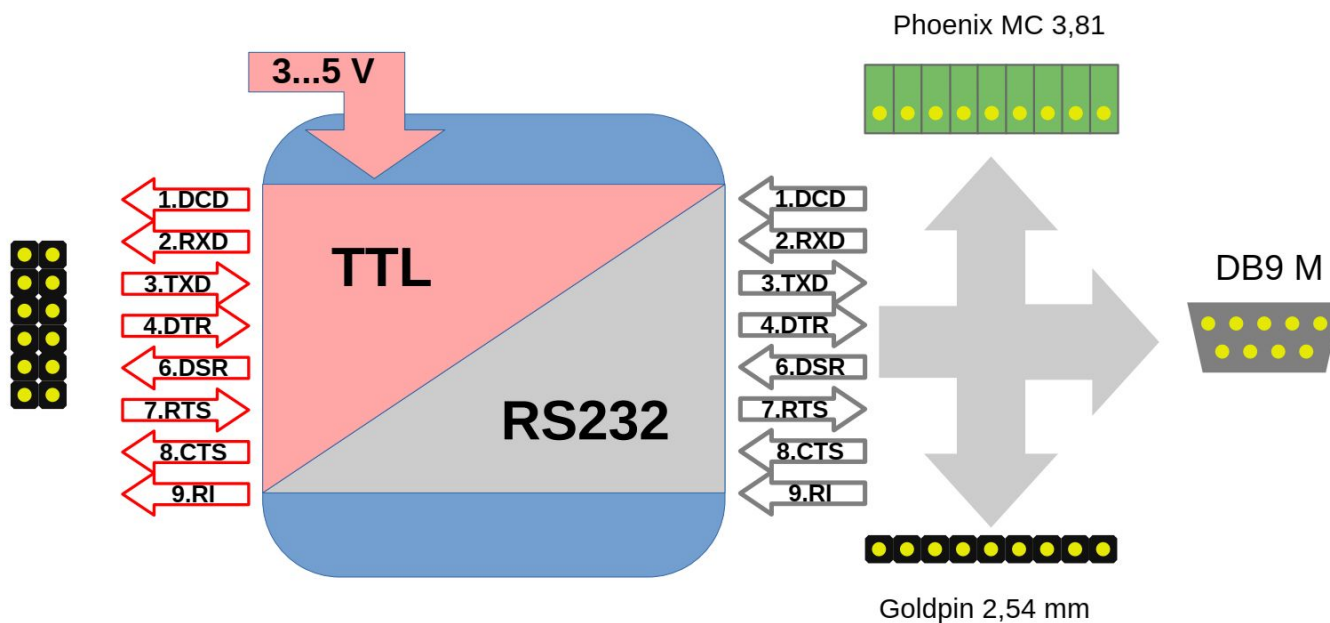 Phoenix MC 3,81
3...5 V
1.DCD
2.RXD
3.TXD
4.DTR
6.DSR
7.RTS
8.CTS
9.RI
TTL
RS232
1.DCD
2.RXD
3.TXD
4.DTR
6.DSR
7.RTS
8.CTS
9.RI
DB9 M
Goldpin 2,54 mm